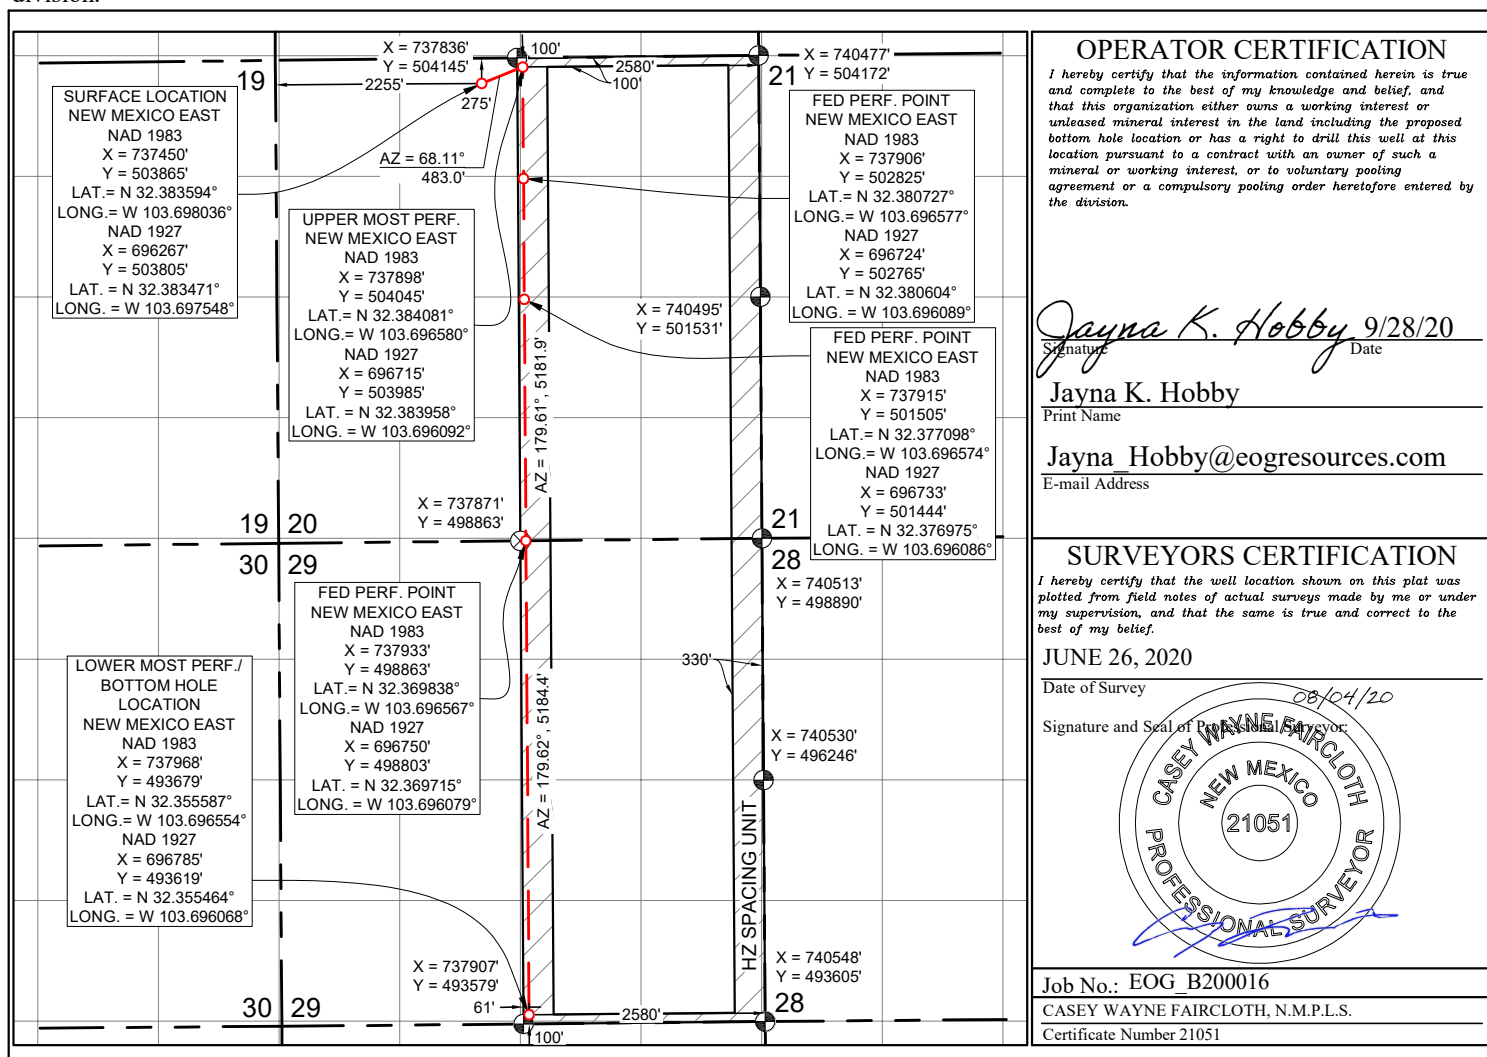 division.
X = 737836'
Y = 504145'
100'
2580'
100'
X = 740477'
Y = 504172'
19
21
2255'
275'
AZ = 68.11°
483.0'
SURFACE LOCATION
NEW MEXICO EAST
NAD 1983
X = 737450'
Y = 503865'
LAT.= N 32.383594°
LONG.= W 103.698036°
NAD 1927
X = 696267'
Y = 503805'
LAT. = N 32.383471°
LONG. = W 103.697548°
UPPER MOST PERF.
NEW MEXICO EAST
NAD 1983
X = 737898'
Y = 504045'
LAT.= N 32.384081°
LONG.= W 103.696580°
NAD 1927
X = 696715'
Y = 503985'
LAT. = N 32.383958°
LONG. = W 103.696092°
FED PERF. POINT
NEW MEXICO EAST
NAD 1983
X = 737906'
Y = 502825'
LAT.= N 32.380727°
LONG.= W 103.696577°
NAD 1927
X = 696724'
Y = 502765'
LAT. = N 32.380604°
LONG. = W 103.696089°
X = 740495'
Y = 501531'
FED PERF. POINT
NEW MEXICO EAST
NAD 1983
X = 737915'
Y = 501505'
LAT.= N 32.377098°
LONG.= W 103.696574°
NAD 1927
X = 696733'
Y = 501444'
LAT. = N 32.376975°
LONG. = W 103.696086°
AZ = 179.61°, 5181.9'
X = 737871'
Y = 498863'
19 20
30 29
21
28
X = 740513'
Y = 498890'
FED PERF. POINT
NEW MEXICO EAST
NAD 1983
X = 737933'
Y = 498863'
LAT.= N 32.369838°
LONG.= W 103.696567°
NAD 1927
X = 696750'
Y = 498803'
LAT. = N 32.369715°
LONG. = W 103.696079°
330'
AZ = 179.62°, 5184.4'
LOWER MOST PERF./
BOTTOM HOLE
LOCATION
NEW MEXICO EAST
NAD 1983
X = 737968'
Y = 493679'
LAT.= N 32.355587°
LONG.= W 103.696554°
NAD 1927
X = 696785'
Y = 493619'
LAT. = N 32.355464°
LONG. = W 103.696068°
X = 740530'
Y = 496246'
HZ SPACING UNIT
X = 737907'
Y = 493579'
X = 740548'
Y = 493605'
30 29
61'
2580'
100'
28
OPERATOR CERTIFICATION
I hereby certify that the information contained herein is true
and complete to the best of my knowledge and belief, and
that this organization either owns a working interest or
unleased mineral interest in the land including the proposed
bottom hole location or has a right to drill this well at this
location pursuant to a contract with an owner of such a
mineral or working interest, or to voluntary pooling
agreement or a compulsory pooling order heretofore entered by
the division.
Jayna K. Hobby 9/28/20
Signature Date
Jayna K. Hobby
Print Name
Jayna_Hobby@eogresources.com
E-mail Address
SURVEYORS CERTIFICATION
I hereby certify that the well location shown on this plat was
plotted from field notes of actual surveys made by me or under
my supervision, and that the same is true and correct to the
best of my belief.
JUNE 26, 2020
Date of Survey
08/04/20
Signature and Seal of Professional Surveyor:
CASEY WAYNE FAIRCLOTH
NEW MEXICO
21051
PROFESSIONAL SURVEYOR
Job No.: EOG_B200016
CASEY WAYNE FAIRCLOTH, N.M.P.L.S.
Certificate Number 21051